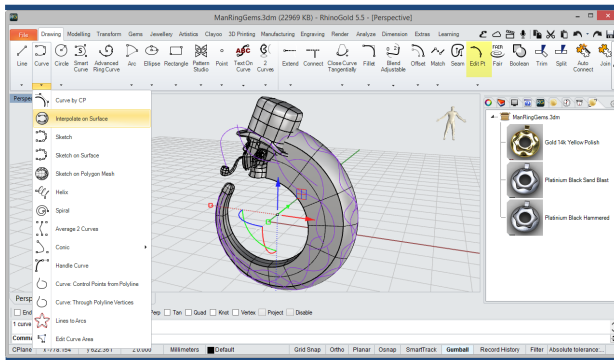 ManRingGems.3dm (22969 KB) - RhinoGold 5.5 - [Perspective]
File Drawing Modelling Transform Gems Jewellery Artistics Clayoo 3D Printing Manufacturing Engraving Render Analyze Dimension Extras Learning
Line Curve Circle Smart Curve Advanced Ring Curve Arc Ellipse Rectangle Pattern Studio Point Text On Curve 2 Curves Extend Connect Close Curve Tangentially Fillet Blend Adjustable Offset Match Seam Edit Pt Fair Boolean Trim Split Auto Connect Join
Curve by CP
Interpolate on Surface
Sketch
Sketch on Surface
Sketch on Polygon Mesh
Helix
Spiral
Average 2 Curves
Conic
Handle Curve
Curve: Control Points from Polyline
Curve: Through Polyline Vertices
Lines to Arcs
Edit Curve Area
ManRingGems.3dm
Gold 14k Yellow Polish
Platinium Black Sand Blast
Platinium Black Hammered
Persp
End Perp Tan Quad Knot Vertex Project Disable
1 curve
Comma
CPlane Millimeters Default Grid Snap Ortho Planar Osnap SmartTrack Gumball Record History Filter Absolute tolerance:...